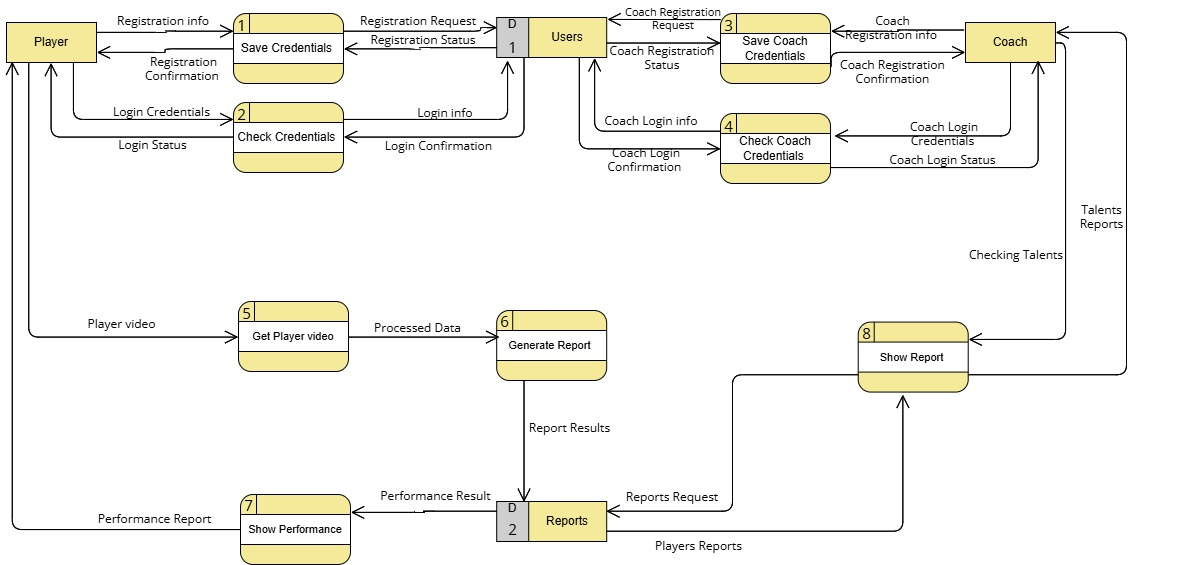 Player
Registration info
1
Save Credentials
Registration Request
D
1
Users
Coach Registration
Request
3
Save Coach
Credentials
Coach
Registration info
Coach
Registration Status
Registration
Confirmation
Coach Registration
Status
Coach Registration
Confirmation
Login Credentials
2
Check Credentials
Login info
Coach Login info
4
Check Coach
Credentials
Coach Login
Credentials
Login Status
Login Confirmation
Coach Login
Confirmation
Coach Login Status
Talents
Reports
Checking Talents
Player video
5
Get Player video
Processed Data
6
Generate Report
8
Show Report
Report Results
Performance Report
7
Show Performance
Performance Result
D
2
Reports
Reports Request
Players Reports